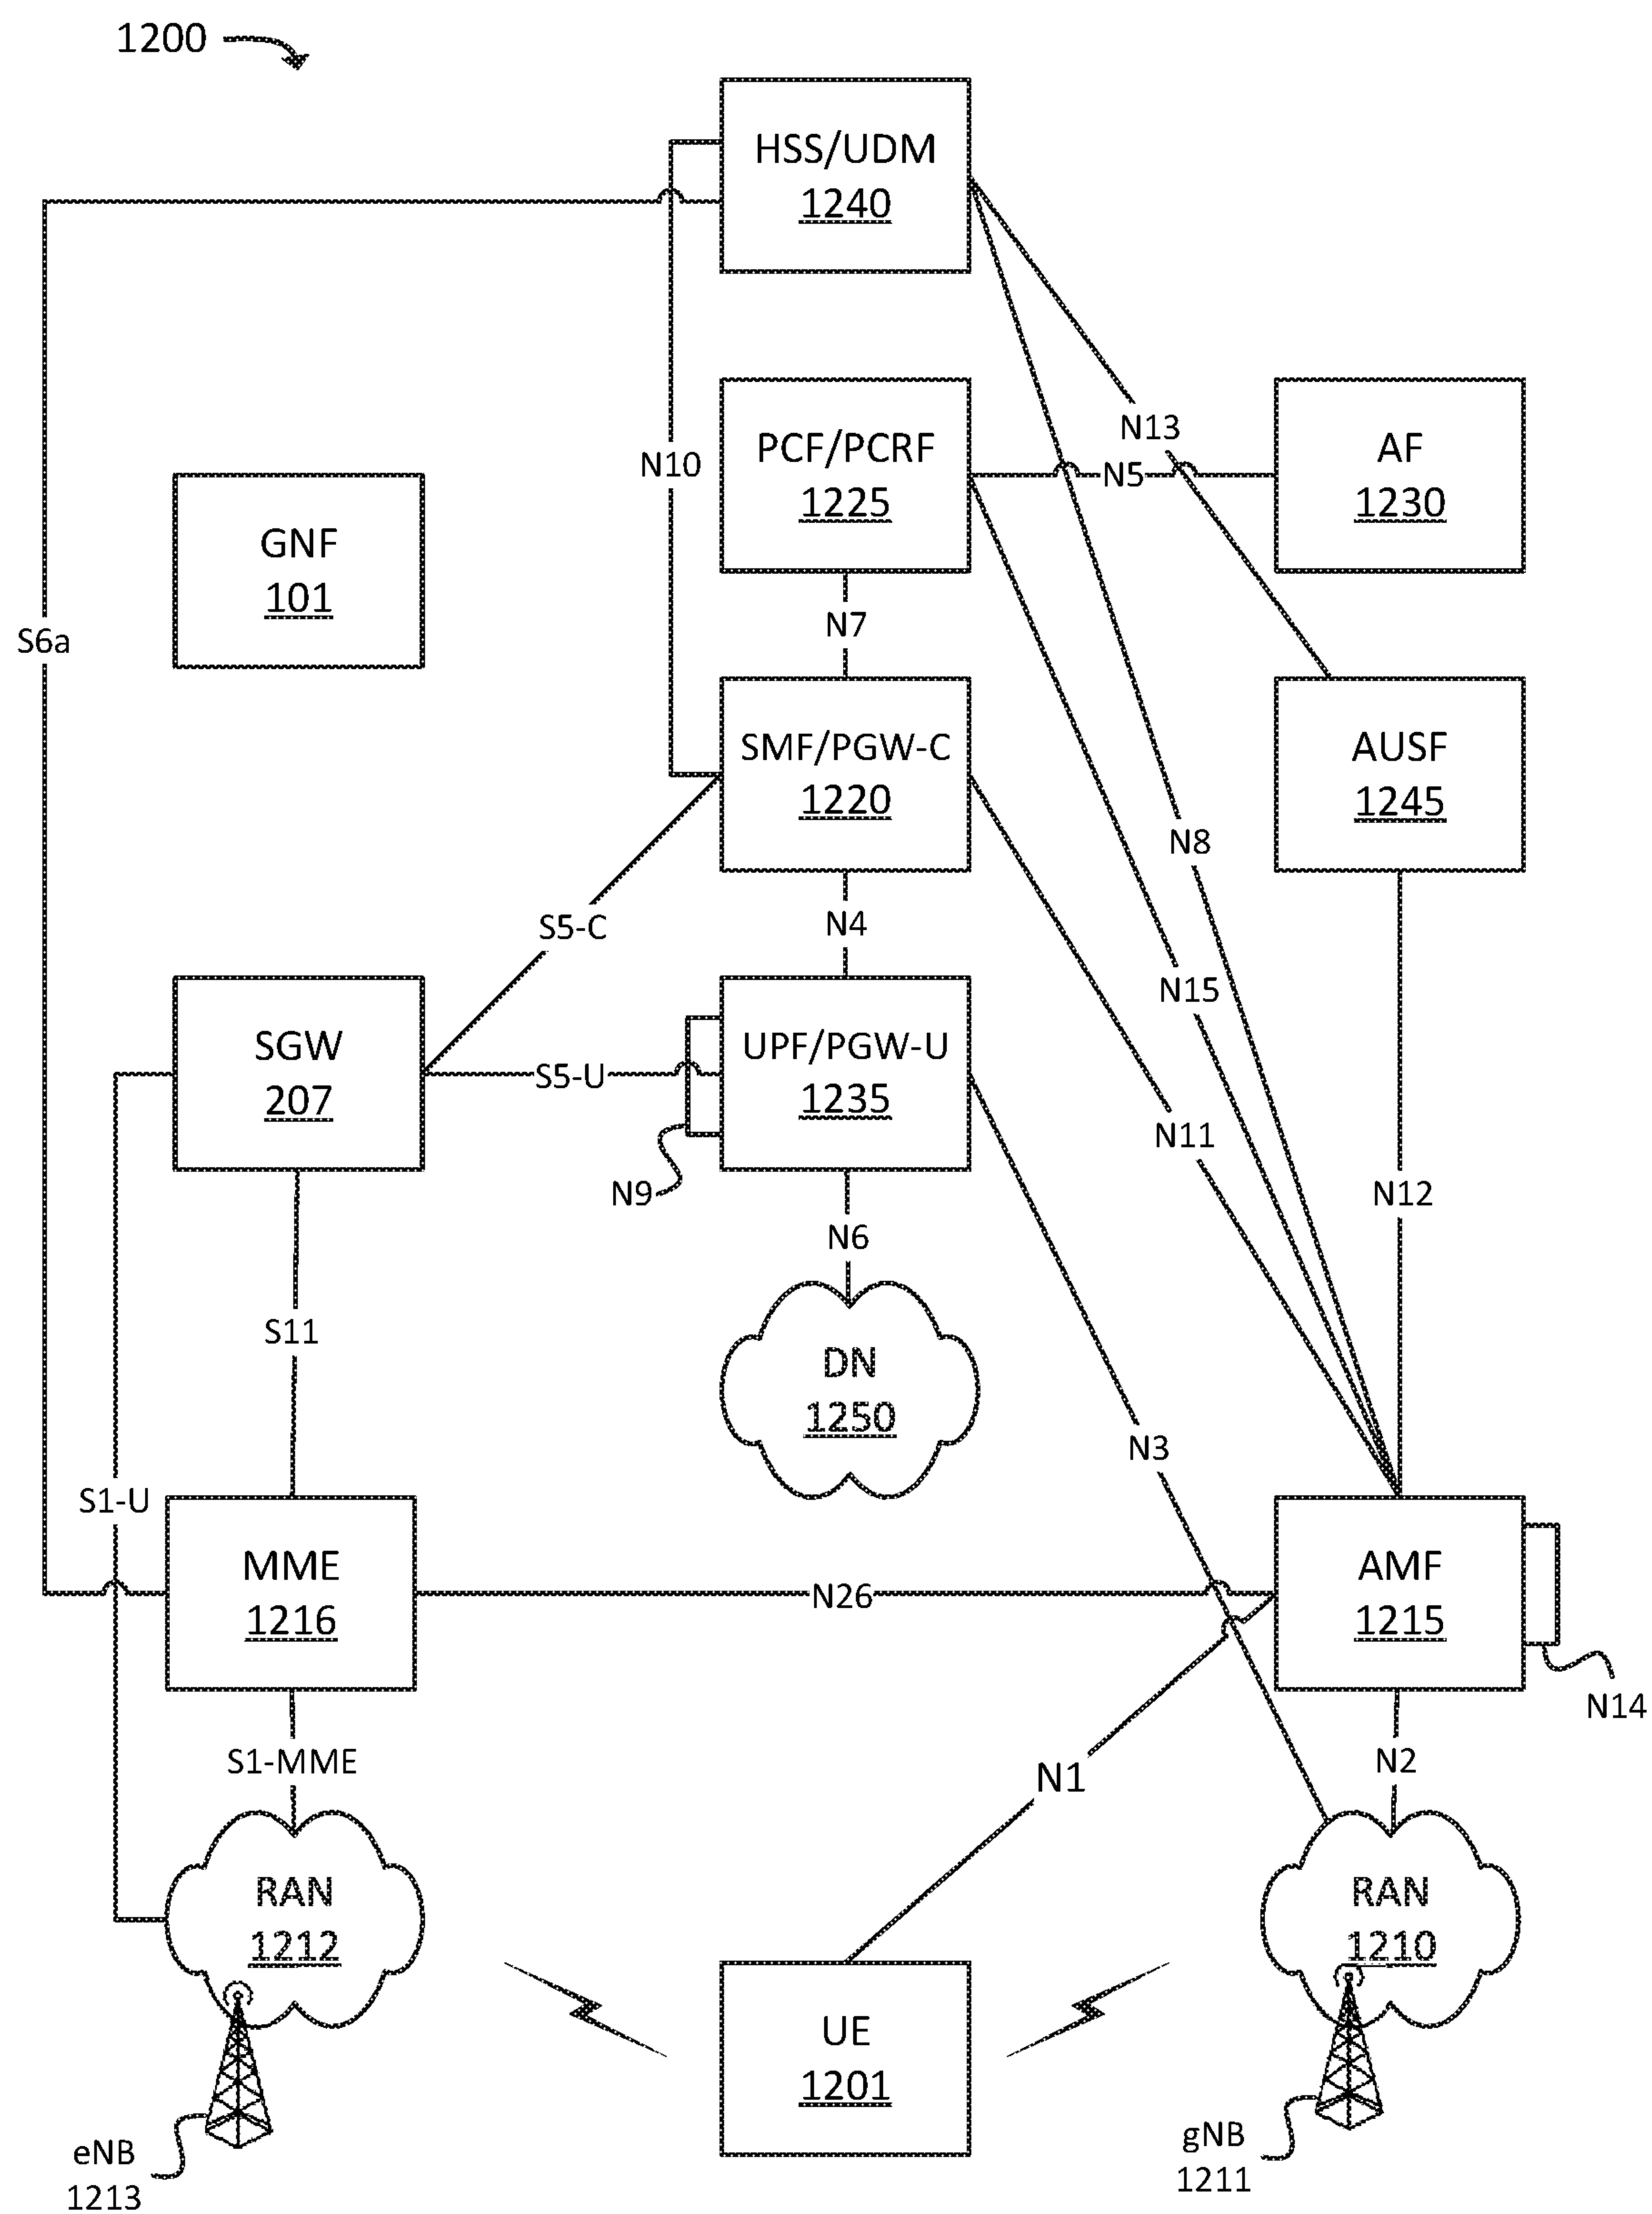 1200
HSS/UDM
1240
N13
PCF/PCRF
1225
N5
AF
1230
N10
GNF
101
N7
S6a
SMF/PGW-C
1220
AUSF
1245
N8
S5-C
N4
N15
SGW
207
S5-U
UPF/PGW-U
1235
N11
N9
N12
N6
S11
DN
1250
N3
S1-U
MME
1216
N26
AMF
1215
N14
S1-MME
N1
N2
RAN
1212
RAN
1210
UE
1201
eNB
1213
gNB
1211